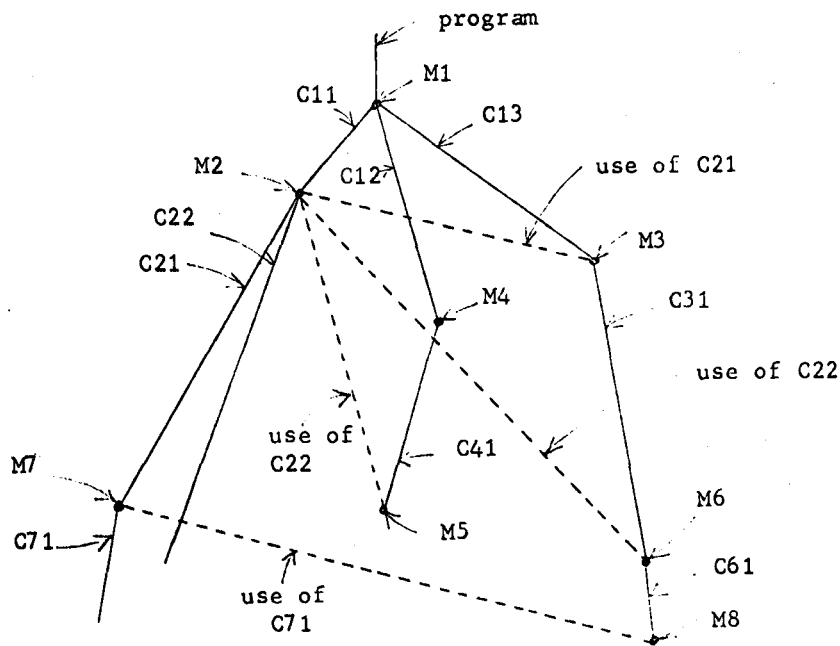 program
M1
C11
C13
M2
C12
use of C21
C22
M3
C21
M4
C31
use of C22
use of
C22
C41
M7
M6
M5
C71
C61
use of
C71
M8